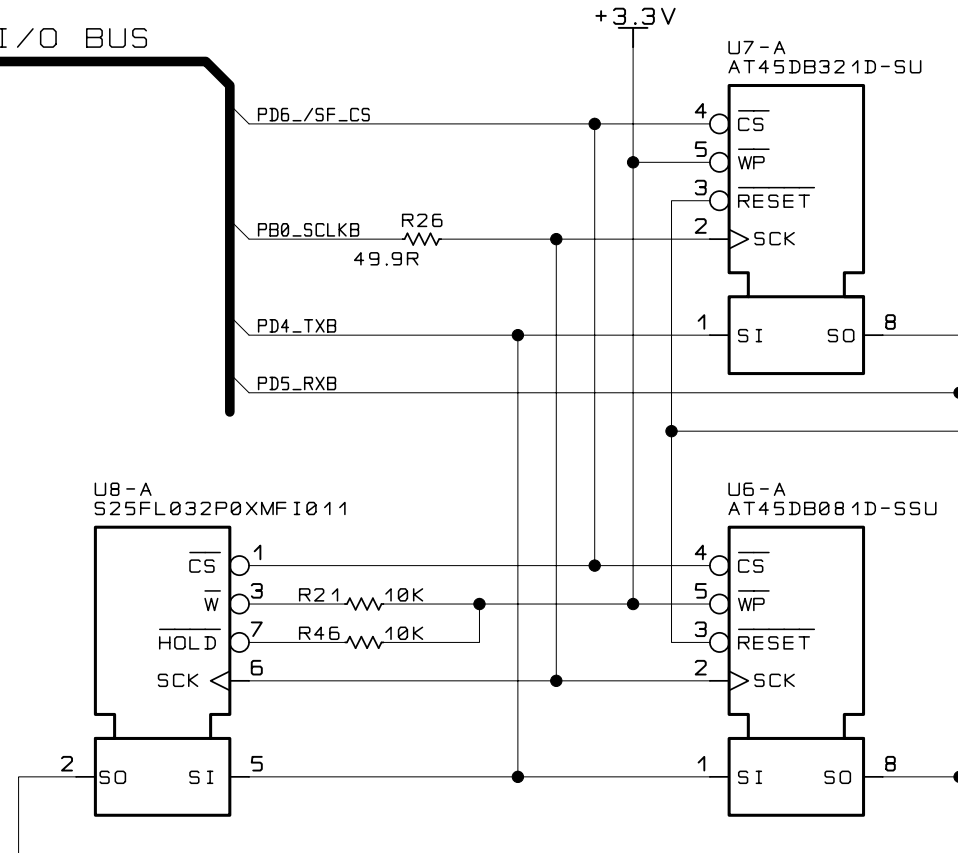 I/O BUS
+3.3V
U7-A
AT45DB321D-SU
PD6_/SF_CS
4 CS
5 WP
3 RESET
PB0_SCLKB
R26
49.9R
2 SCK
PD4_TXB
1 SI SO 8
PD5_RXB
U8-A
S25FL032P0XMFI011
U6-A
AT45DB081D-SSU
CS 1
4 CS
W 3
R21 10K
5 WP
HOLD 7
R46 10K
3 RESET
SCK 6
2 SCK
2 SO SI 5
1 SI SO 8